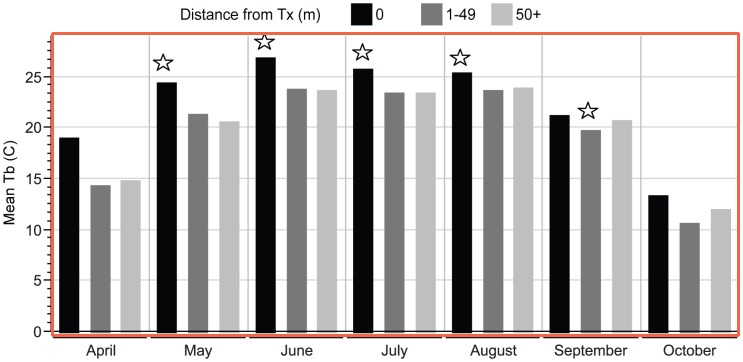 Distance from Tx (m) 0 1-49 50+
Mean Tb (C)
25
20
15
10
5
0
April May June July August September October